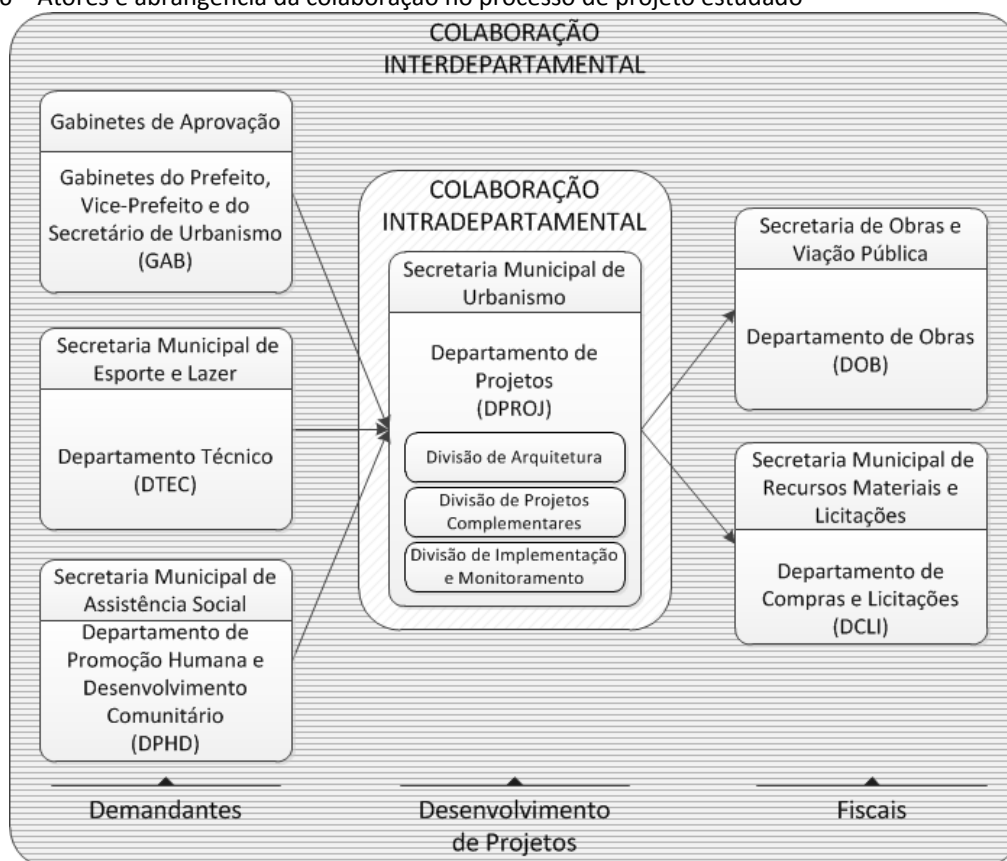 Atores e abrangência da colaboração no processo de projeto estudado
COLABORAÇÃO
INTERDEPARTAMENTAL
Gabinetes de Aprovação
Gabinetes do Prefeito,
Vice-Prefeito e do
Secretário de Urbanismo
(GAB)
Secretaria Municipal de
Esporte e Lazer
Departamento Técnico
(DTEC)
Secretaria Municipal de
Assistência Social
Departamento de
Promoção Humana e
Desenvolvimento
Comunitário
(DPHD)
COLABORAÇÃO
INTRADEPARTAMENTAL
Secretaria Municipal de
Urbanismo
Departamento de
Projetos
(DPROJ)
Divisão de Arquitetura
Divisão de Projetos
Complementares
Divisão de Implementação
e Monitoramento
Secretaria de Obras e
Viação Pública
Departamento de Obras
(DOB)
Secretaria Municipal de
Recursos Materiais e
Licitações
Departamento de
Compras e Licitações
(DCLI)
Demandantes
Desenvolvimento
de Projetos
Fiscais